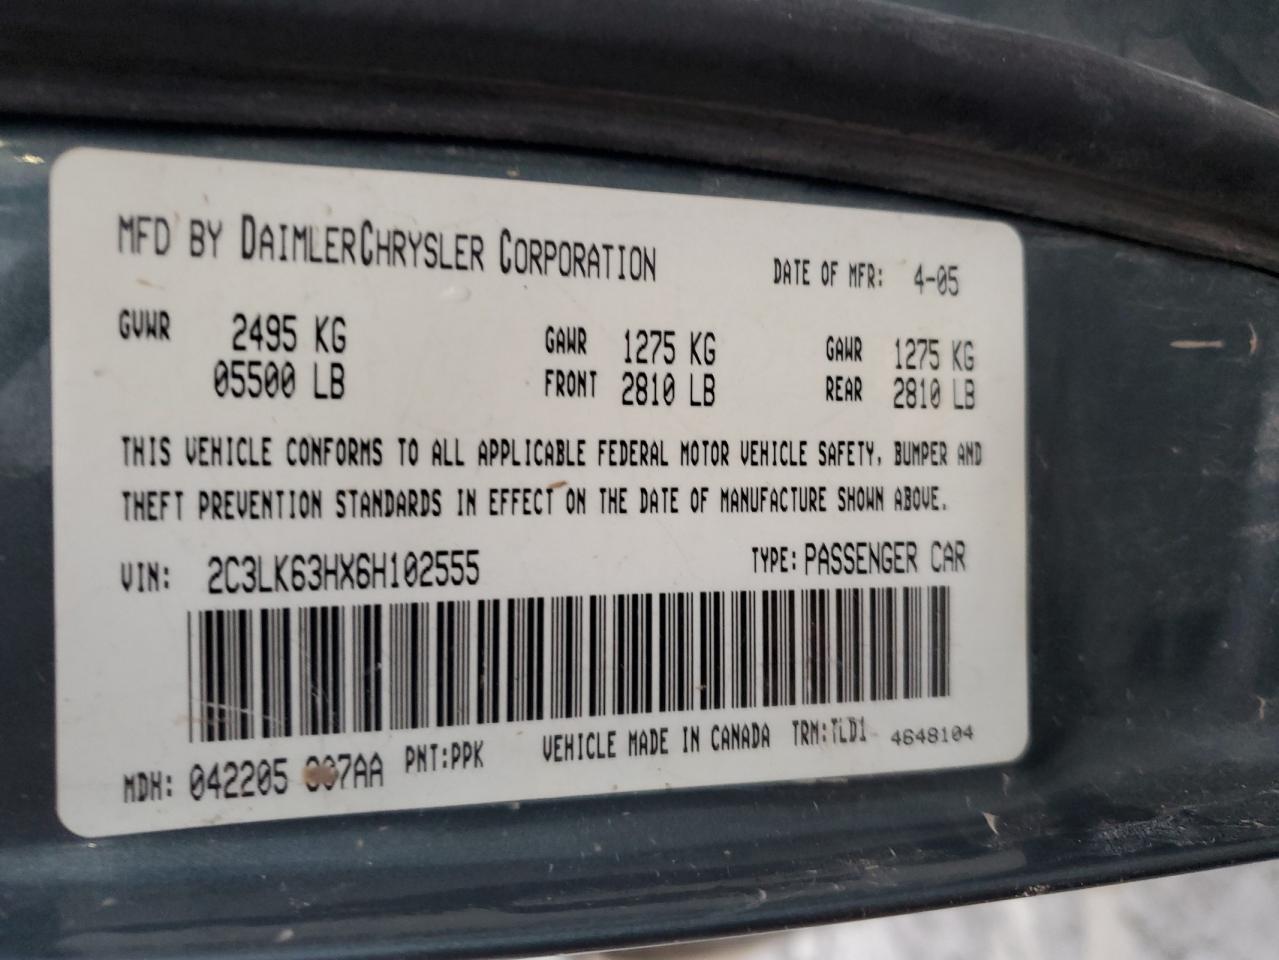 MFD BY DAIMLERCHRYSLER CORPORATION DATE OF MFR: 4-05
GVWR 2495 KG GAWR 1275 KG GAWR 1275 KG
05500 LB FRONT 2810 LB REAR 2810 LB
THIS VEHICLE CONFORMS TO ALL APPLICABLE FEDERAL MOTOR VEHICLE SAFETY, BUMPER AND
THEFT PREVENTION STANDARDS IN EFFECT ON THE DATE OF MANUFACTURE SHOWN ABOVE.
VIN: 2C3LK63HX6H102555 TYPE: PASSENGER CAR
MDH: 042205 PNT:PPK VEHICLE MADE IN CANADA TRM:TLD1 4648104